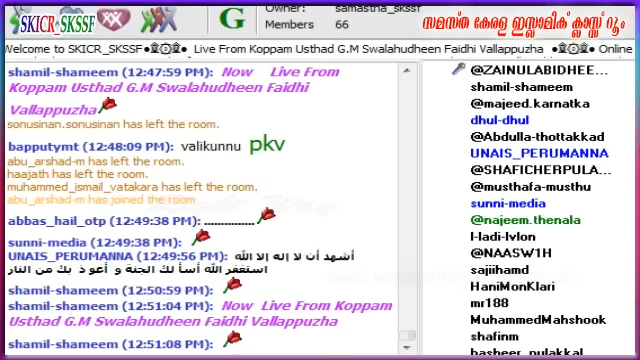 SKICR_SKSSF
G
Owner: samastha_skssf
Members 66
സമസ്ത കേരള ഇസ്ലാമിക് ക്ലാസ്സ് റൂം
Welcome to SKICR_SKSSF Live From Koppam Usthad G.M Swalahudheen Faidhi Vallappuzha Online
shamil-shameem (12:47:59 PM): Now Live From
Koppam Usthad G.M Swalahudheen Faidhi
Vallappuzha
sonusinan.sonusinan has left the room.
bapputymt (12:48:09 PM): valikunnu pkv
abu_arshad-m has left the room.
haajath has left the room.
muhammed_ismail_vatakara has left the room.
abu_arshad-m has joined the room
abbas_hail_otp (12:49:38 PM): ...............
sunni-media (12:49:38 PM):
UNAIS_PERUMANNA (12:49:56 PM): أشهد أن لا إله إلا الله
استغفر الله أسألك الجنة و أعوذ بك من النار
shamil-shameem (12:50:59 PM):
shamil-shameem (12:51:04 PM): Now Live From Koppam
Usthad G.M Swalahudheen Faidhi Vallappuzha
shamil-shameem (12:51:08 PM):
@ZAINULABIDHEE...
shamil-shameem
@majeed.karnatka
dhul-dhul
@Abdulla-thottakkad
UNAIS_PERUMANNA
@SHAFICHERPULA...
@musthafa-musthu
sunni-media
@najeem.thenala
l-ladi-lvlon
@NAASW1H
sajiihamd
HaniMonKlari
mr188
MuhammedMahshook
shafinm
basheer_pulakkal